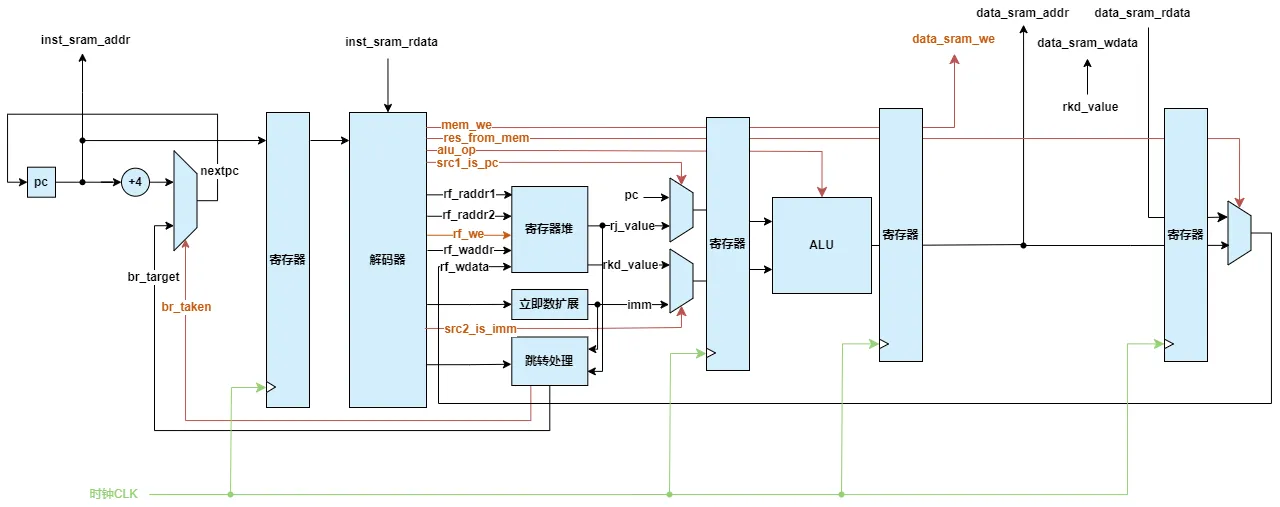 data_sram_addr
data_sram_rdata
inst_sram_addr
inst_sram_rdata
data_sram_we
data_sram_wdata
rkd_value
mem_we
res_from_mem
alu_op
src1_is_pc
nextpc
pc
+4
rf_raddr1
rf_raddr2
rf_we
rf_waddr
rf_wdata
寄存器堆
pc
rj_value
rkd_value
寄存器
解码器
寄存器
ALU
寄存器
寄存器
br_target
br_taken
立即数扩展
imm
src2_is_imm
跳转处理
时钟CLK